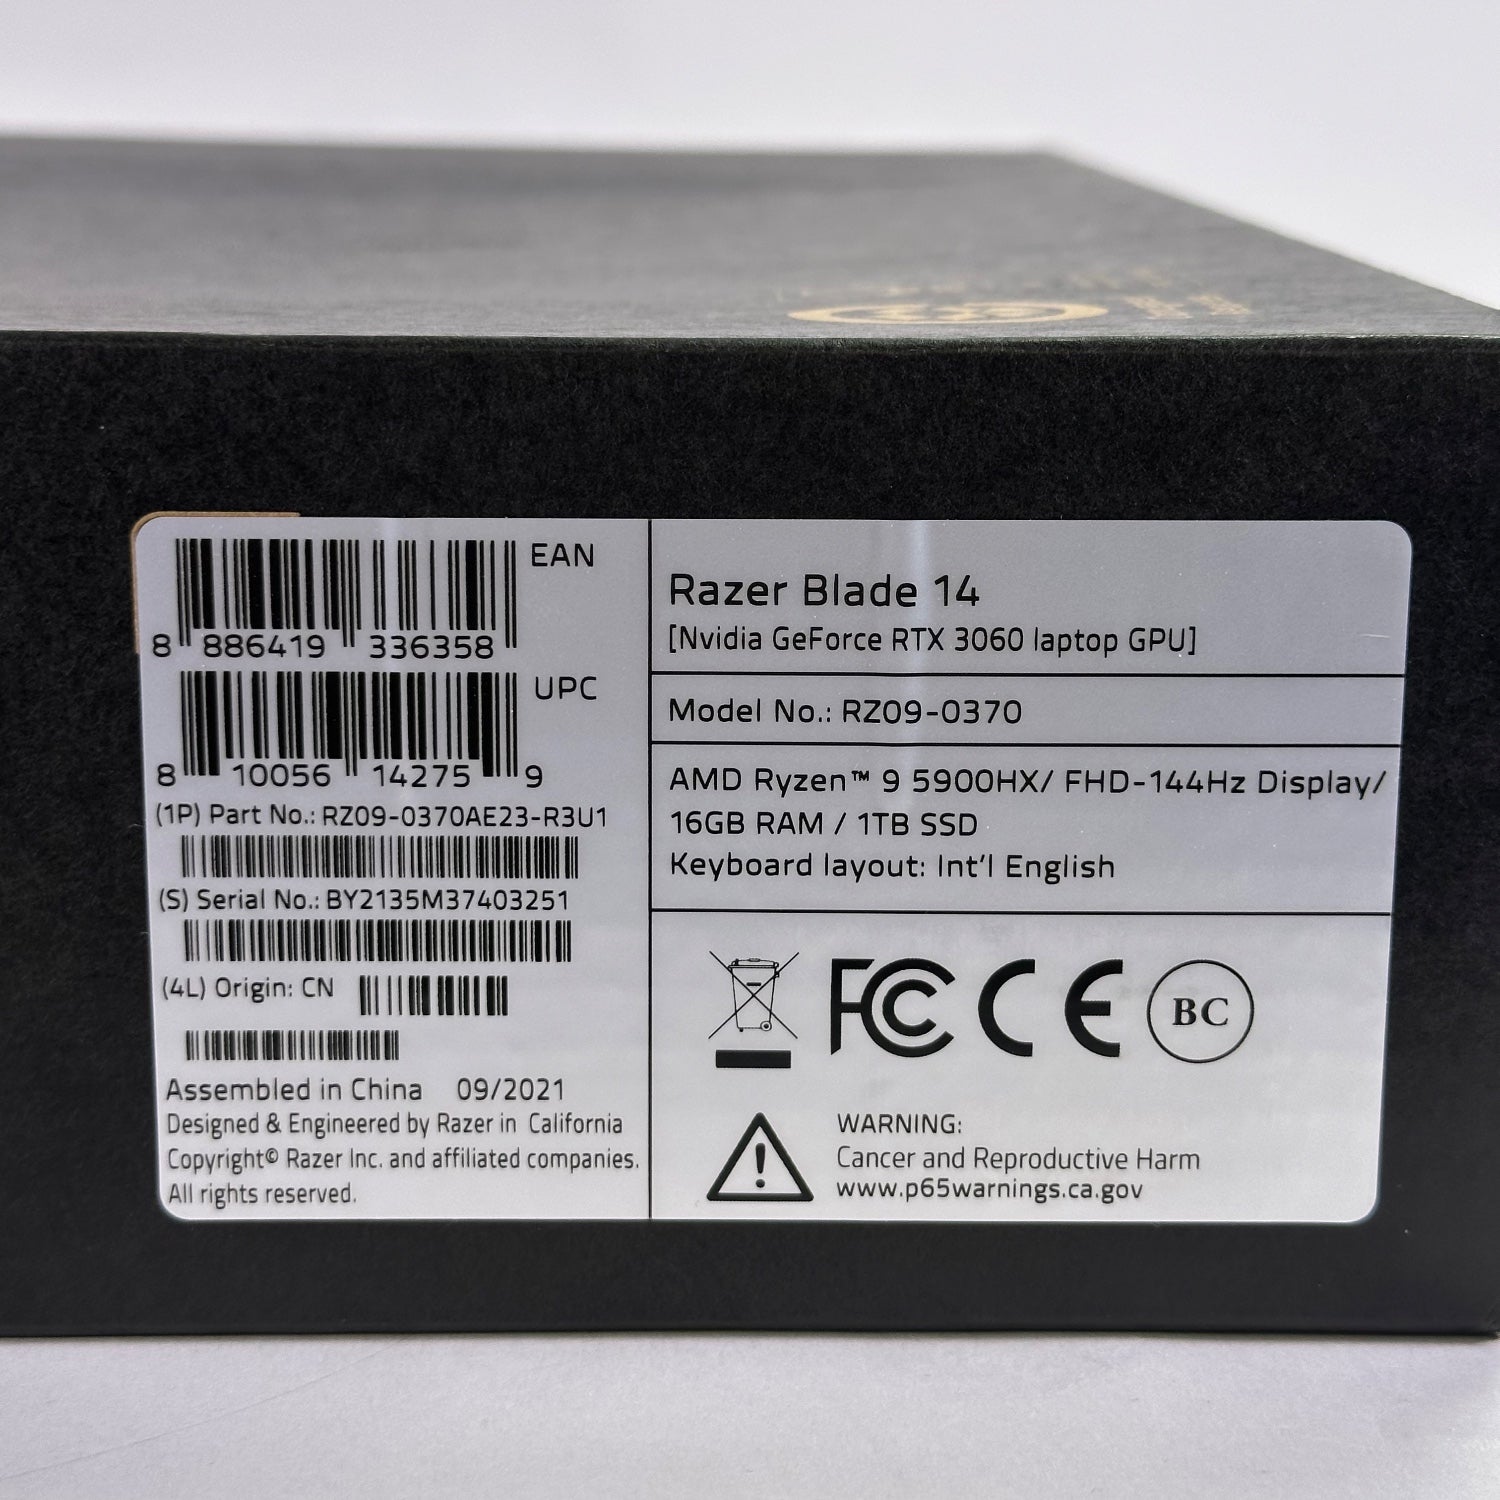 EAN
8 886419 336358
UPC
8 10056 14275 9
(1P) Part No.: RZ09-0370AE23-R3U1
(S) Serial No.: BY2135M37403251
(4L) Origin: CN
Assembled in China 09/2021
Designed & Engineered by Razer in California
Copyright© Razer Inc. and affiliated companies.
All rights reserved.
Razer Blade 14
[Nvidia GeForce RTX 3060 laptop GPU]
Model No.: RZ09-0370
AMD Ryzen™ 9 5900HX/ FHD-144Hz Display/
16GB RAM / 1TB SSD
Keyboard layout: Int'l English
FC CE BC
WARNING:
Cancer and Reproductive Harm
www.p65warnings.ca.gov